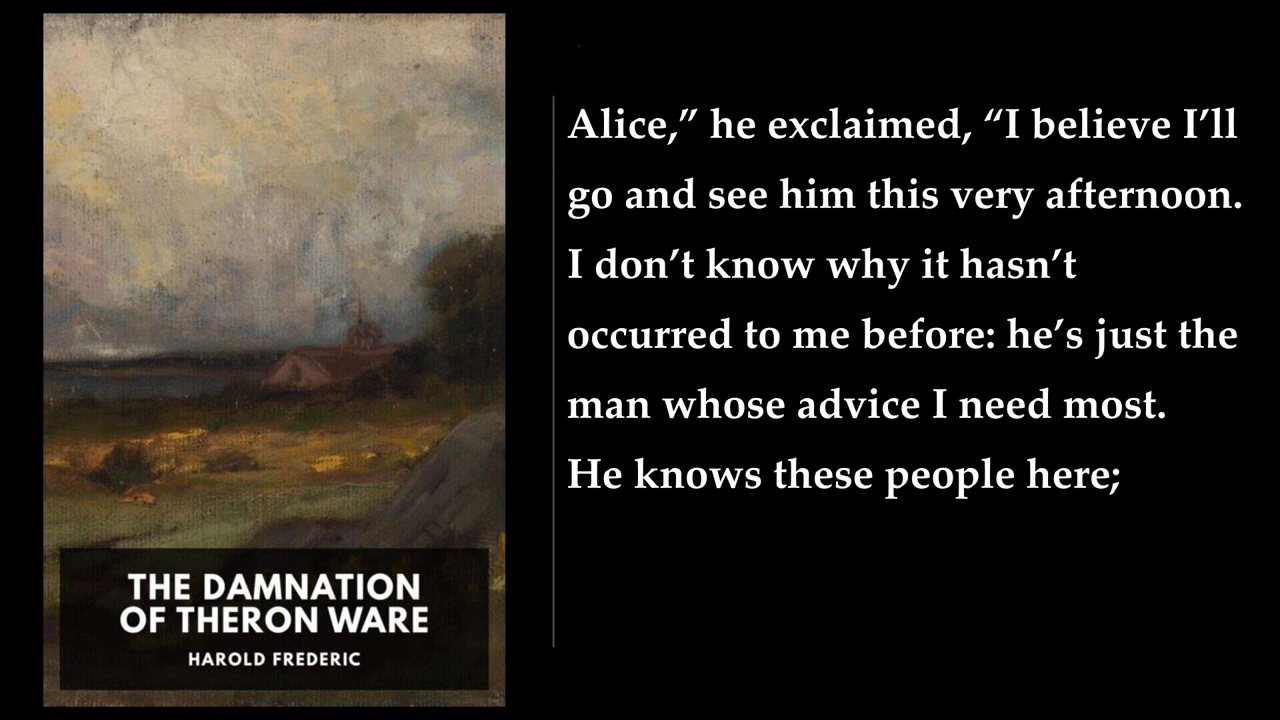 THE DAMNATION
OF THERON WARE
HAROLD FREDERIC
Alice,” he exclaimed, “I believe I’ll
go and see him this very afternoon.
I don’t know why it hasn’t
occurred to me before: he’s just the
man whose advice I need most.
He knows these people here;